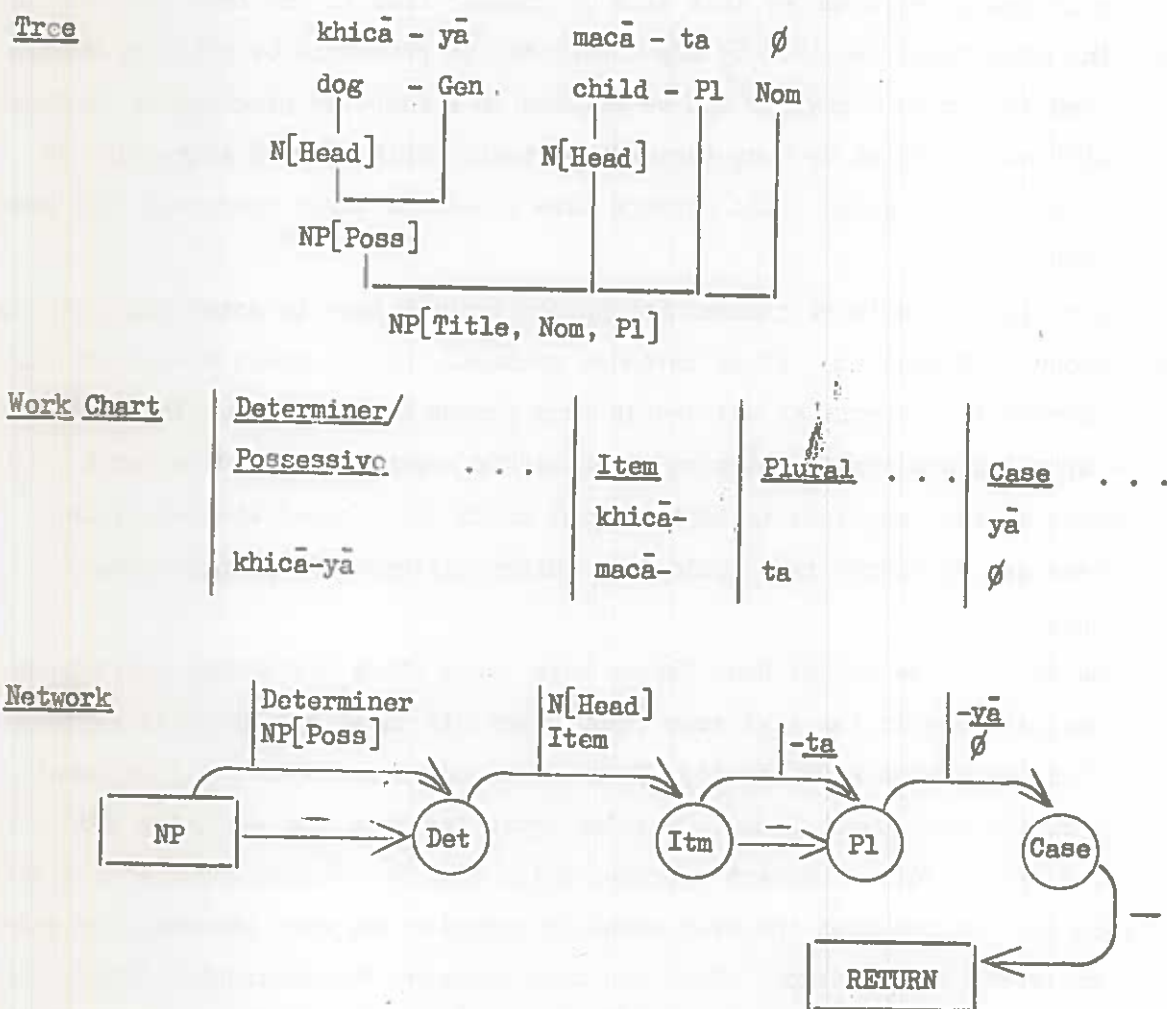 Tree
khicā - yā macā - ta ∅
dog - Gen. child - Pl Nom
N[Head] N[Head]
NP[Poss]
NP[Title, Nom, Pl]
Work Chart Determiner/
Possessive .... Item Plural ... Case ...
khicā- yā
khicā-yā macā- ta ∅
Network
Determiner N[Head] -ta -yā
NP[Poss] Item ∅
NP — Det Itm — Pl Case
—
RETURN